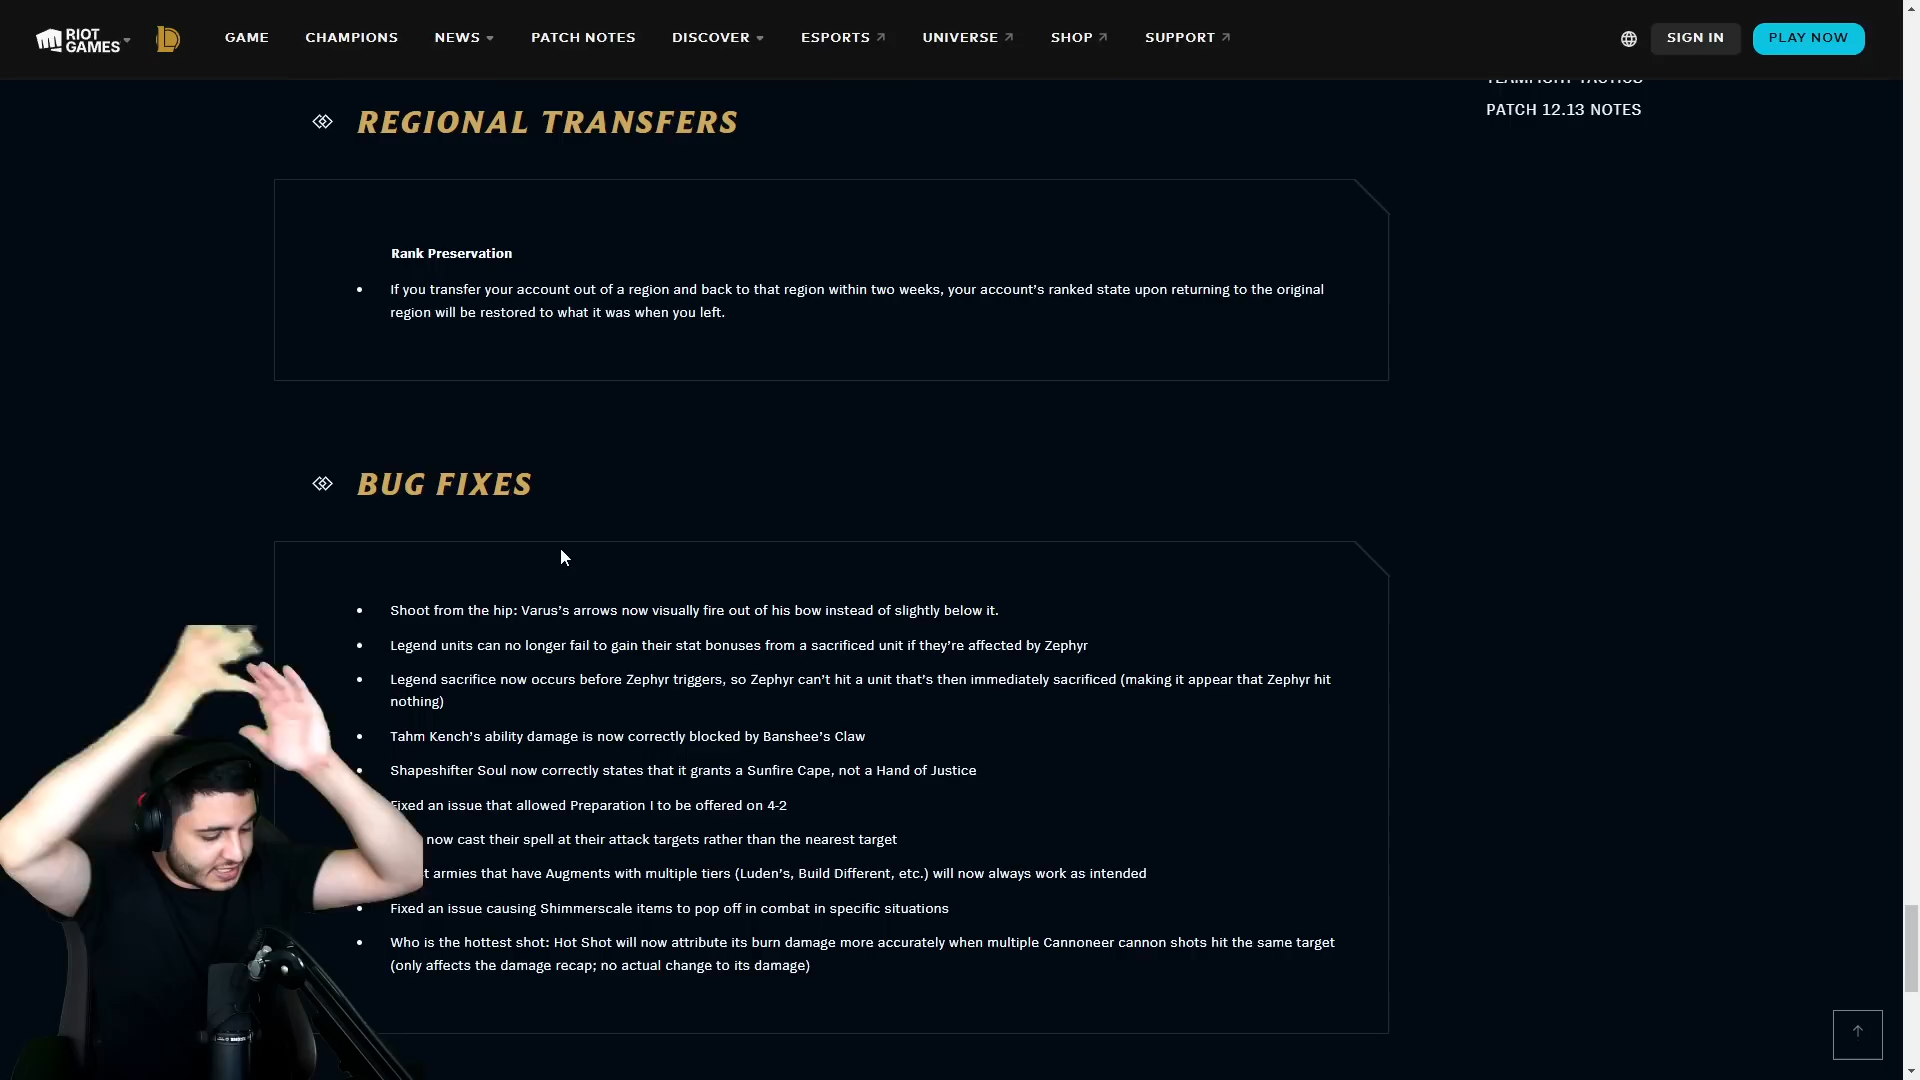 RIOT GAMES
GAME CHAMPIONS NEWS PATCH NOTES DISCOVER ESPORTS UNIVERSE SHOP SUPPORT SIGN IN PLAY NOW
TEAMFIGHT TACTICS
PATCH 12.13 NOTES
REGIONAL TRANSFERS
Rank Preservation
If you transfer your account out of a region and back to that region within two weeks, your account's ranked state upon returning to the original
region will be restored to what it was when you left.
BUG FIXES
Shoot from the hip: Varus's arrows now visually fire out of his bow instead of slightly below it.
Legend units can no longer fail to gain their stat bonuses from a sacrificed unit if they're affected by Zephyr
Legend sacrifice now occurs before Zephyr triggers, so Zephyr can't hit a unit that's then immediately sacrificed (making it appear that Zephyr hit
nothing)
Tahm Kench's ability damage is now correctly blocked by Banshee's Claw
Shapeshifter Soul now correctly states that it grants a Sunfire Cape, not a Hand of Justice
Fixed an issue that allowed Preparation I to be offered on 4-2
now cast their spell at their attack targets rather than the nearest target
armies that have Augments with multiple tiers (Luden's, Build Different, etc.) will now always work as intended
Fixed an issue causing Shimmerscale items to pop off in combat in specific situations
Who is the hottest shot: Hot Shot will now attribute its burn damage more accurately when multiple Cannoneer cannon shots hit the same target
(only affects the damage recap; no actual change to its damage)